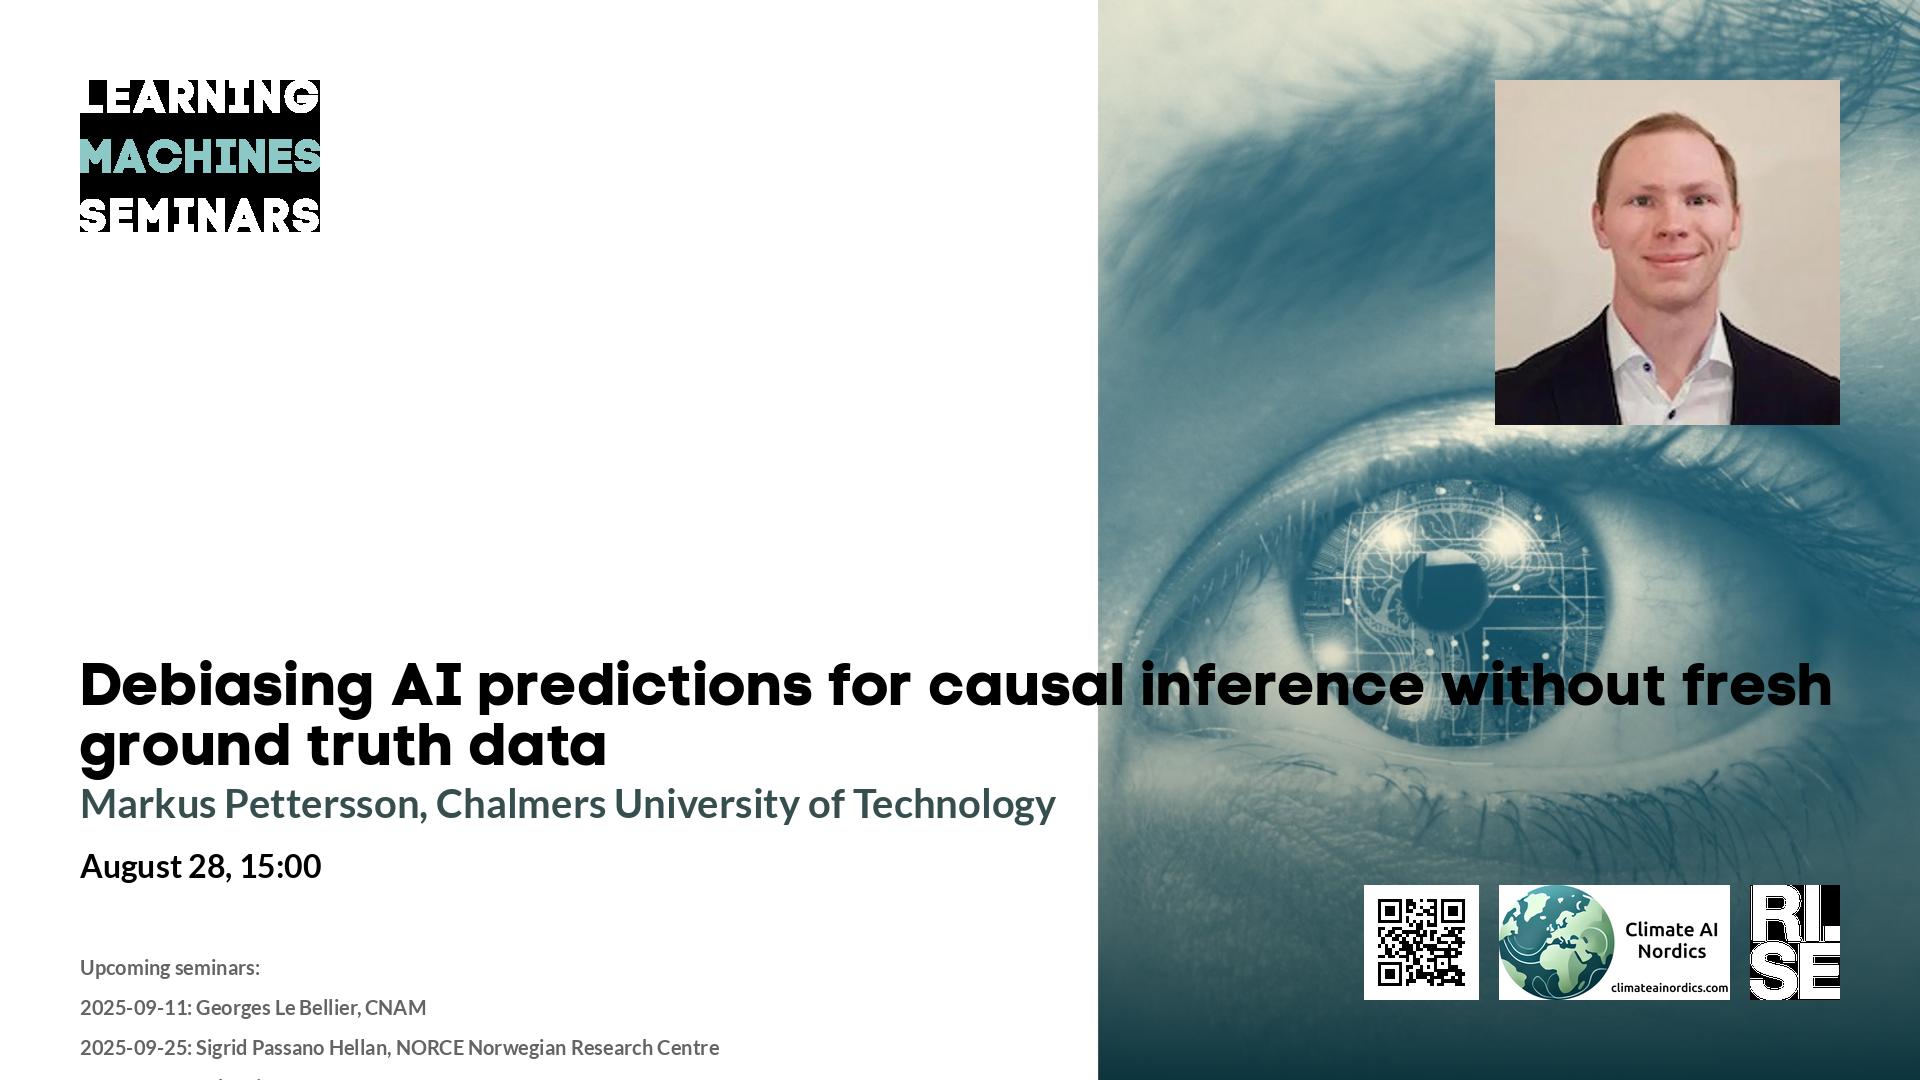 LEARNING
MACHINES
SEMINARS
Debiasing AI predictions for causal inference without fresh
ground truth data
Markus Pettersson, Chalmers University of Technology
August 28, 15:00
Upcoming seminars:
2025-09-11: Georges Le Bellier, CNAM
2025-09-25: Sigrid Passano Hellan, NORCE Norwegian Research Centre
Climate AI
Nordics
climateainordics.com
RI.
SE